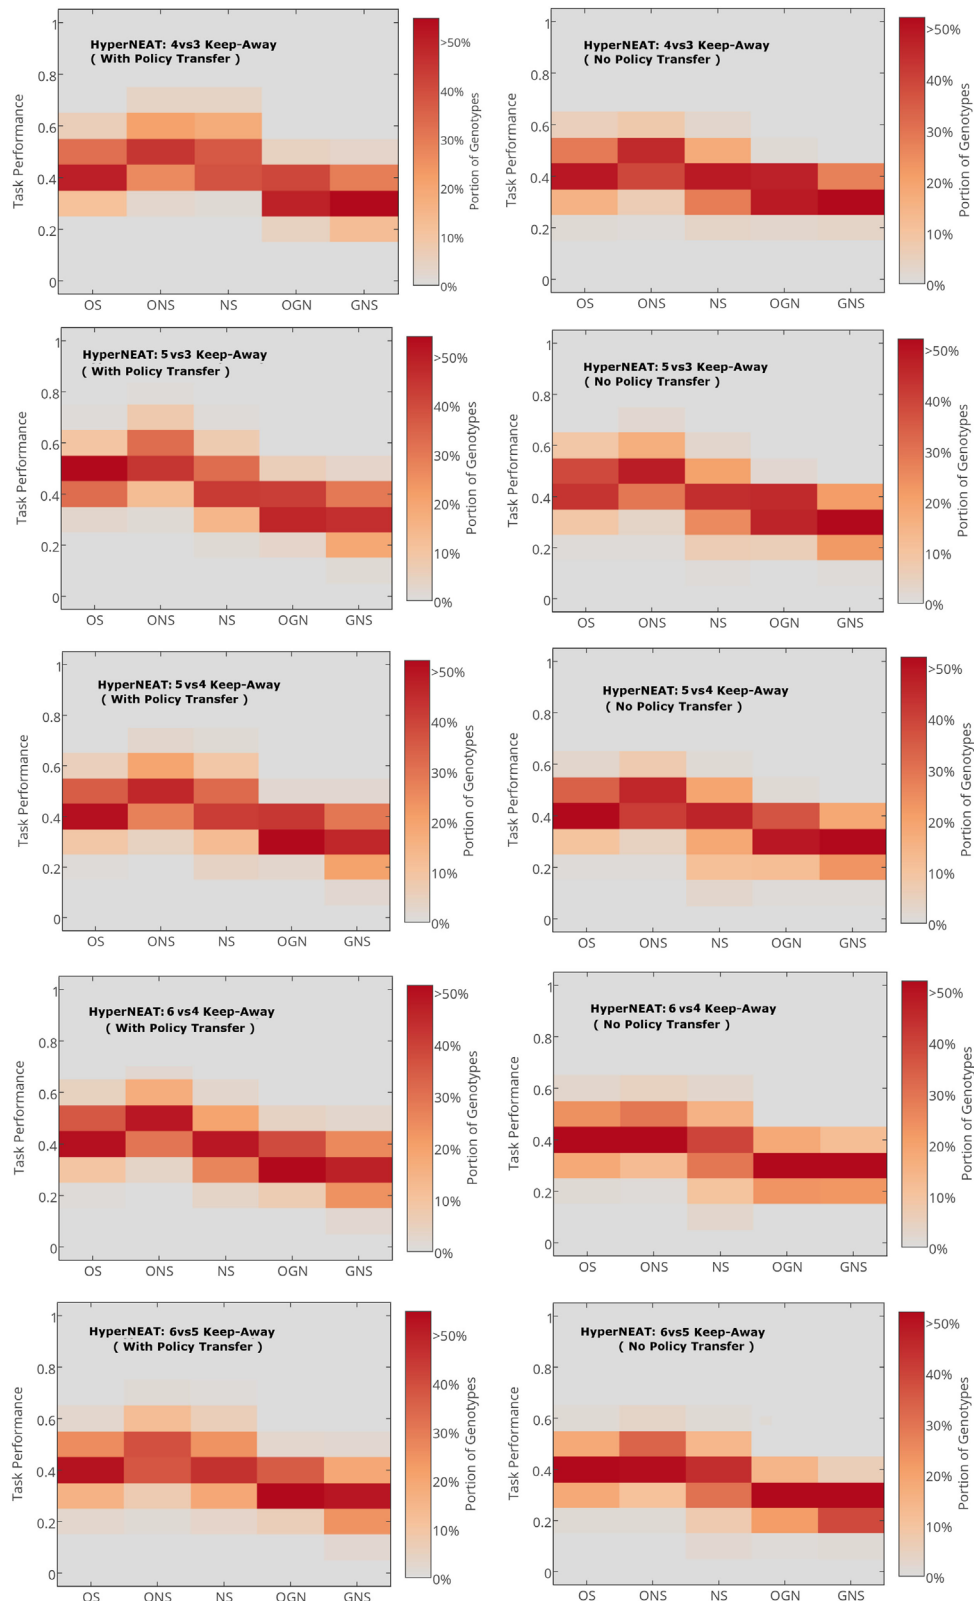 HyperNEAT: 4vs3 Keep-Away
( With Policy Transfer )
Task Performance
1
0.8
0.6
0.4
0.2
0
OS ONS NS OGN GNS
>50%
40%
30%
20%
10%
0%
Portion of Genotypes
HyperNEAT: 4vs3 Keep-Away
( No Policy Transfer )
Task Performance
1
0.8
0.6
0.4
0.2
0
OS ONS NS OGN GNS
>50%
40%
30%
20%
10%
0%
Portion of Genotypes
HyperNEAT: 5vs3 Keep-Away
( With Policy Transfer )
Task Performance
1
0.8
0.6
0.4
0.2
0
OS ONS NS OGN GNS
>50%
40%
30%
20%
10%
0%
Portion of Genotypes
HyperNEAT: 5vs3 Keep-Away
( No Policy Transfer )
Task Performance
1
0.8
0.6
0.4
0.2
0
OS ONS NS OGN GNS
>50%
40%
30%
20%
10%
0%
Portion of Genotypes
HyperNEAT: 5vs4 Keep-Away
( With Policy Transfer )
Task Performance
1
0.8
0.6
0.4
0.2
0
OS ONS NS OGN GNS
>50%
40%
30%
20%
10%
0%
Portion of Genotypes
HyperNEAT: 5vs4 Keep-Away
( No Policy Transfer )
Task Performance
1
0.8
0.6
0.4
0.2
0
OS ONS NS OGN GNS
>50%
40%
30%
20%
10%
0%
Portion of Genotypes
HyperNEAT: 6vs4 Keep-Away
( With Policy Transfer )
Task Performance
1
0.8
0.6
0.4
0.2
0
OS ONS NS OGN GNS
>50%
40%
30%
20%
10%
0%
Portion of Genotypes
HyperNEAT: 6vs4 Keep-Away
( No Policy Transfer )
Task Performance
1
0.8
0.6
0.4
0.2
0
OS ONS NS OGN GNS
>50%
40%
30%
20%
10%
0%
Portion of Genotypes
HyperNEAT: 6vs5 Keep-Away
( With Policy Transfer )
Task Performance
1
0.8
0.6
0.4
0.2
0
OS ONS NS OGN GNS
>50%
40%
30%
20%
10%
0%
Portion of Genotypes
HyperNEAT: 6vs5 Keep-Away
( No Policy Transfer )
Task Performance
1
0.8
0.6
0.4
0.2
0
OS ONS NS OGN GNS
>50%
40%
30%
20%
10%
0%
Portion of Genotypes